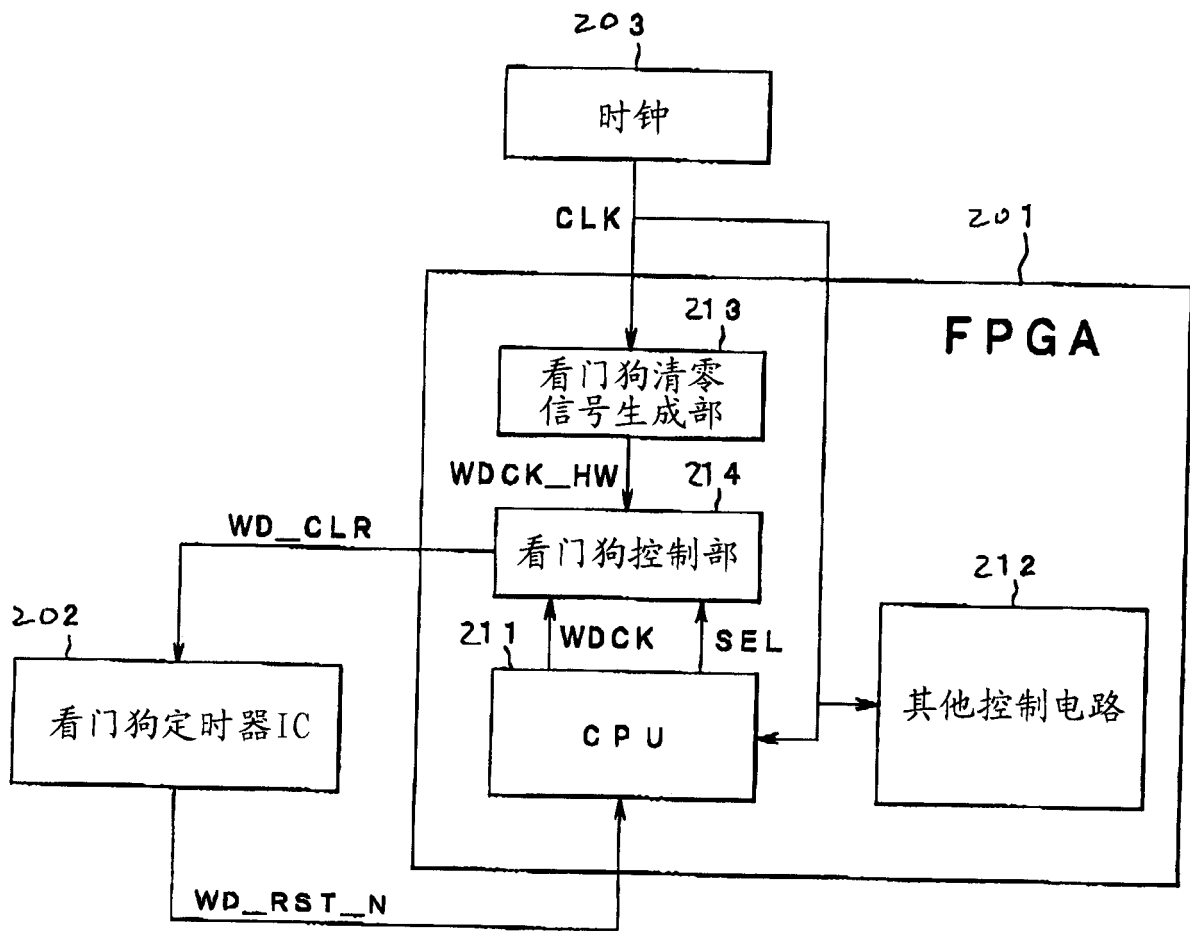 203
时钟
CLK
201
FPGA
213
看门狗清零
信号生成部
WDCK_HW
214
WD_CLR
看门狗控制部
212
202
211
WDCK
SEL
看门狗定时器IC
CPU
其他控制电路
WD_RST_N